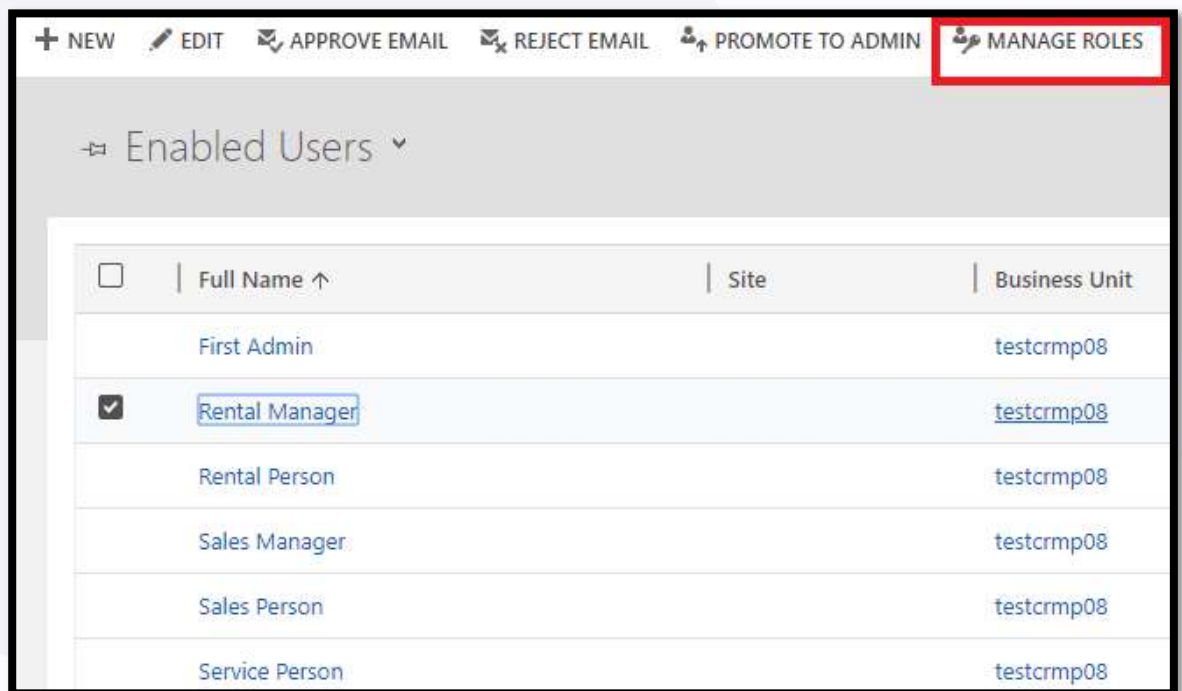 NEW EDIT APPROVE EMAIL REJECT EMAIL PROMOTE TO ADMIN MANAGE ROLES
Enabled Users
Full Name Site Business Unit
First Admin testcrmp08
Rental Manager testcrmp08
Rental Person testcrmp08
Sales Manager testcrmp08
Sales Person testcrmp08
Service Person testcrmp08